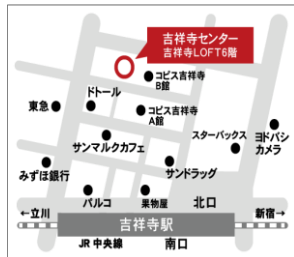 吉祥寺センター
吉祥寺LOFT6階
コピス吉祥寺
B館
ドトール
東急
コピス吉祥寺
A館
スターバックス
ヨドバシ
カメラ
サンマルクカフェ
みずほ銀行
サンドラッグ
パルコ
果物屋
北口
←立川
新宿→
吉祥寺駅
JR 中央線
南口